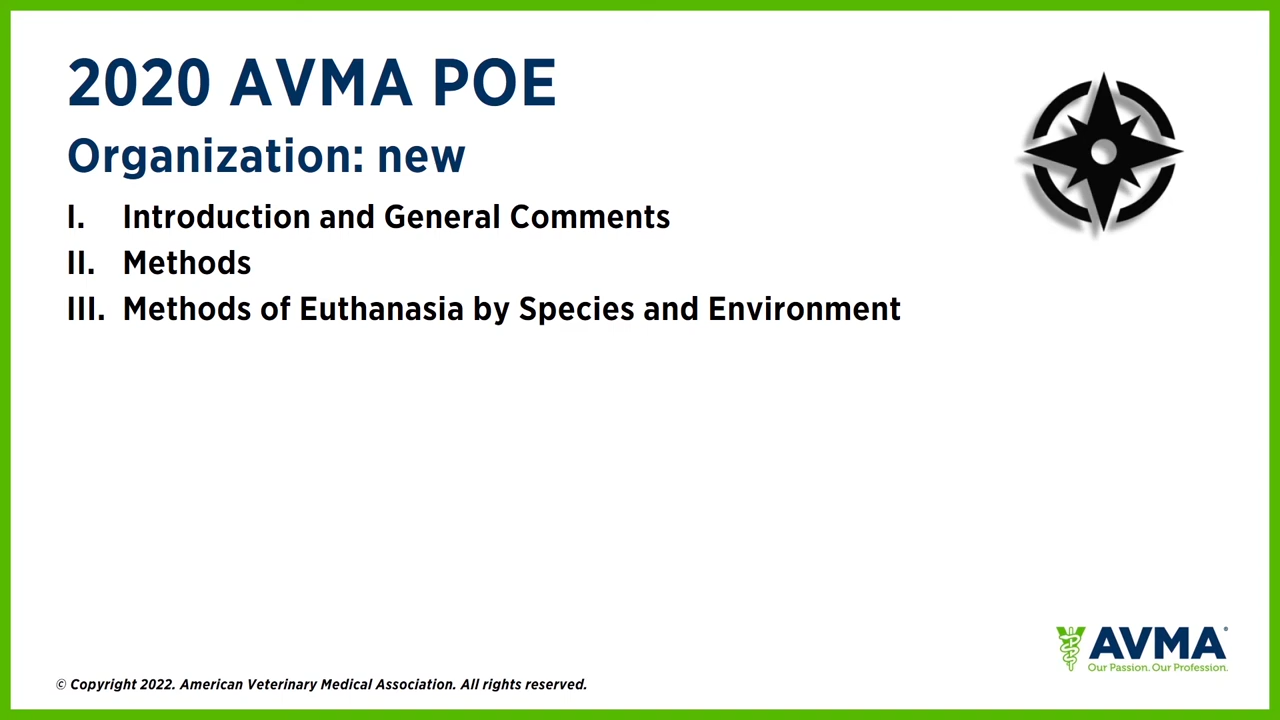 2020 AVMA POE
Organization: new
I. Introduction and General Comments
II. Methods
III. Methods of Euthanasia by Species and Environment
AVMA®
Our Passion. Our Profession.
© Copyright 2022. American Veterinary Medical Association. All rights reserved.